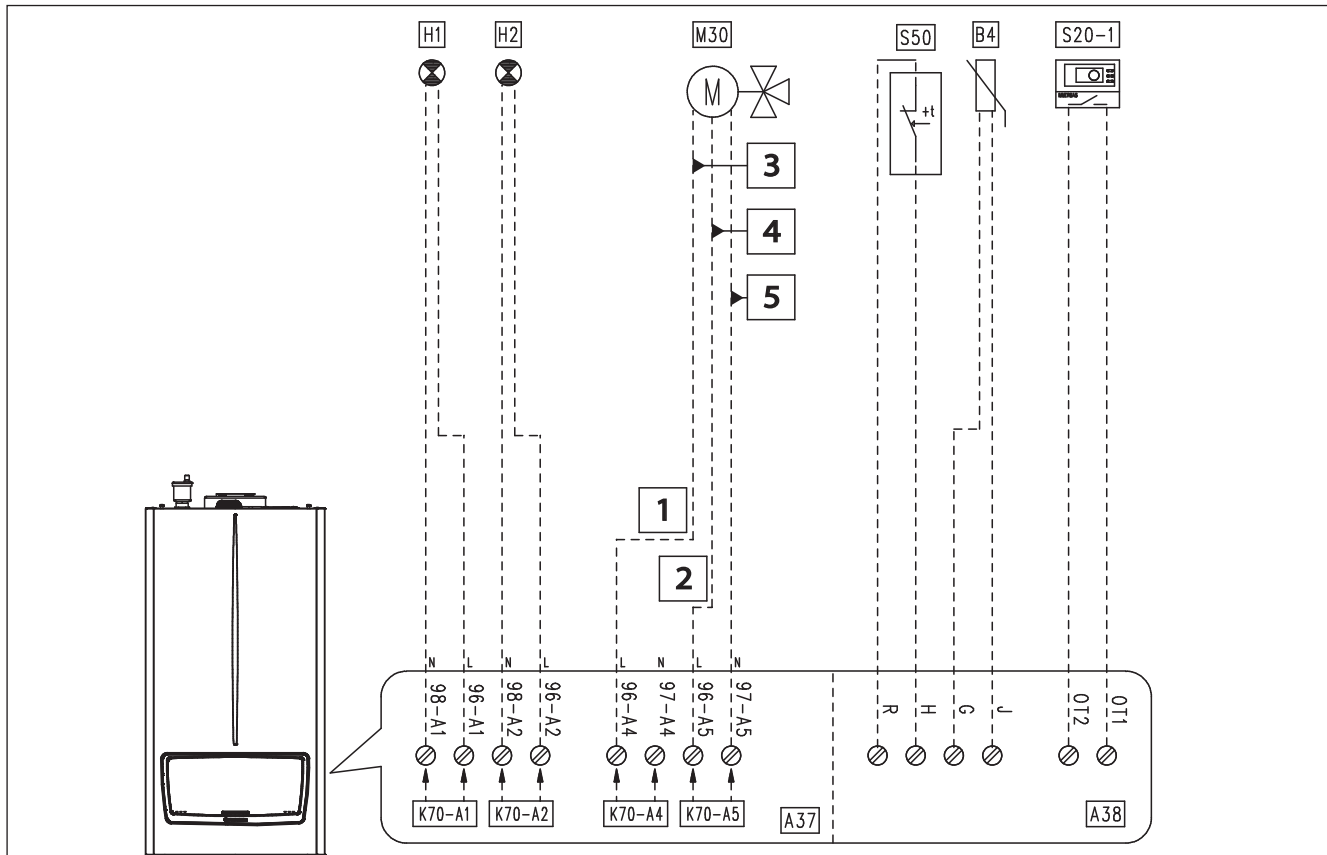 H1 H2 M30 S50 B4 S20-1
M
+t
3
4
5
1
2
N L N L L N L N
98-A1 96-A1 98-A2 96-A2 96-A4 97-A4 96-A5 97-A5 R H G J OT2 OT1
K70-A1 K70-A2 K70-A4 K70-A5 A37 A38